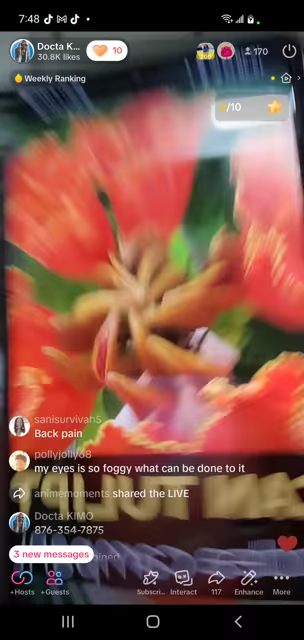 7:48
Docta K...
30.8K likes
10
170
Weekly Ranking
/10
sanisurvivah5
Back pain
pollyjolly68
my eyes is so foggy what can be done to it
animemoments shared the LIVE
Docta KIMO
876-354-7875
3 new messages
+Hosts
+Guests
Subscri...
Interact
117
Enhance
More